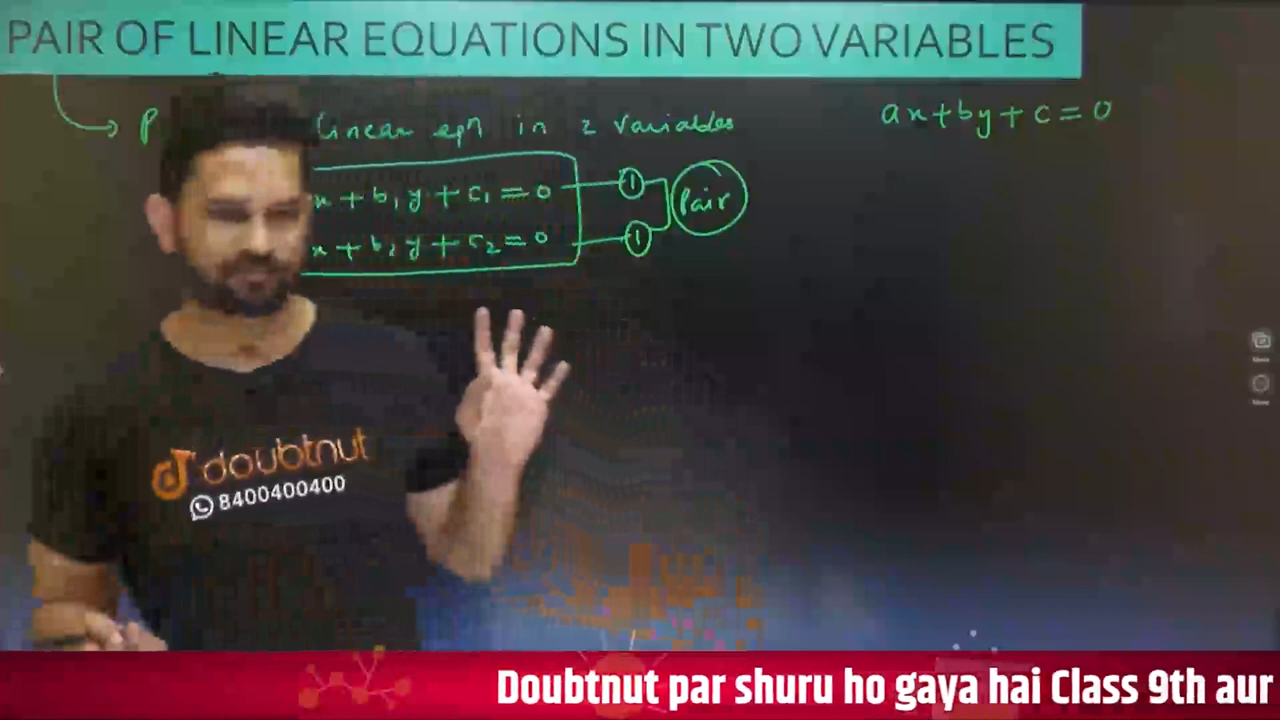 PAIR OF LINEAR EQUATIONS IN TWO VARIABLES
P linear eqn in 2 variables
ax+by+c=0
x + b₁y + c₁ = 0 ① Pair
x + b₂y + c₂ = 0 ①
doubtnut
8400400400
Doubtnut par shuru ho gaya hai Class 9th aur